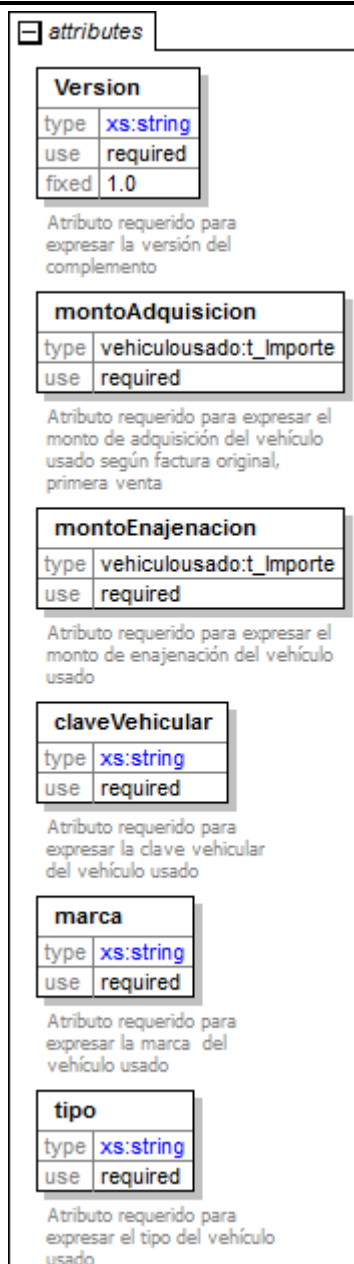 attributes
Version
type xs:string
use required
fixed 1.0
Atributo requerido para
expresar la versión del
complemento
montoAdquisicion
type vehiculousado:t_Importe
use required
Atributo requerido para expresar el
monto de adquisición del vehículo
usado según factura original,
primera venta
montoEnajenacion
type vehiculousado:t_Importe
use required
Atributo requerido para expresar el
monto de enajenación del vehículo
usado
claveVehicular
type xs:string
use required
Atributo requerido para
expresar la clave vehicular
del vehículo usado
marca
type xs:string
use required
Atributo requerido para
expresar la marca del
vehículo usado
tipo
type xs:string
use required
Atributo requerido para
expresar el tipo del vehículo
usado